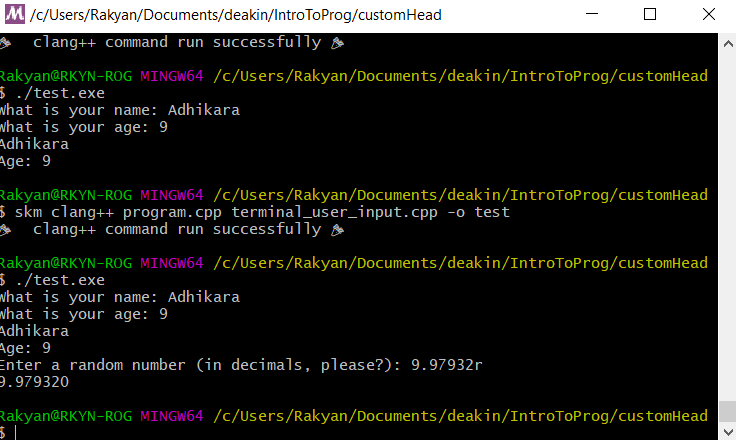 /c/Users/Rakyan/Documents/deakin/IntroToProg/customHead
clang++ command run successfully
Rakyan@RKYN-ROG MINGW64 /c/Users/Rakyan/Documents/deakin/IntroToProg/customHead
$ ./test.exe
What is your name: Adhikara
What is your age: 9
Adhikara
Age: 9
Rakyan@RKYN-ROG MINGW64 /c/Users/Rakyan/Documents/deakin/IntroToProg/customHead
$ skm clang++ program.cpp terminal_user_input.cpp -o test
clang++ command run successfully
Rakyan@RKYN-ROG MINGW64 /c/Users/Rakyan/Documents/deakin/IntroToProg/customHead
$ ./test.exe
What is your name: Adhikara
What is your age: 9
Adhikara
Age: 9
Enter a random number (in decimals, please?): 9.97932r
9.979320
Rakyan@RKYN-ROG MINGW64 /c/Users/Rakyan/Documents/deakin/IntroToProg/customHead
$